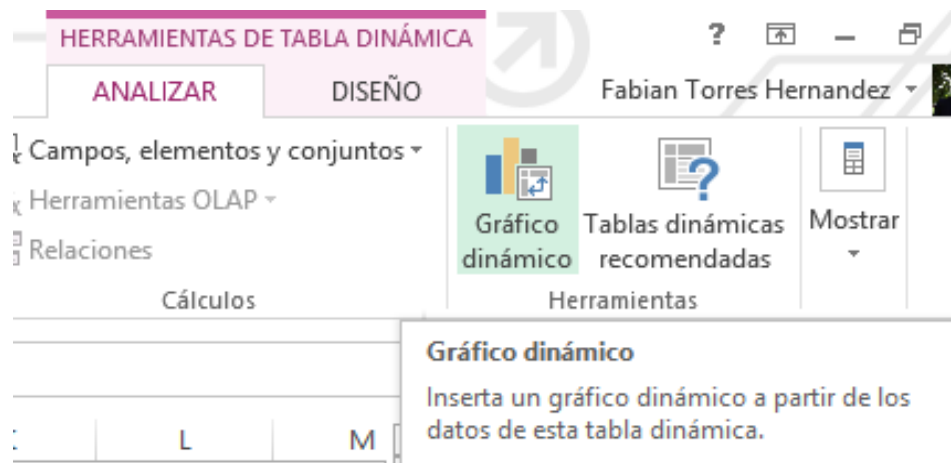 HERRAMIENTAS DE TABLA DINÁMICA
?
ANALIZAR DISEÑO Fabian Torres Hernandez
Campos, elementos y conjuntos
Herramientas OLAP
Relaciones
Gráfico dinámico
Tablas dinámicas recomendadas
Mostrar
Cálculos Herramientas
Gráfico dinámico
Inserta un gráfico dinámico a partir de los
datos de esta tabla dinámica.
L M